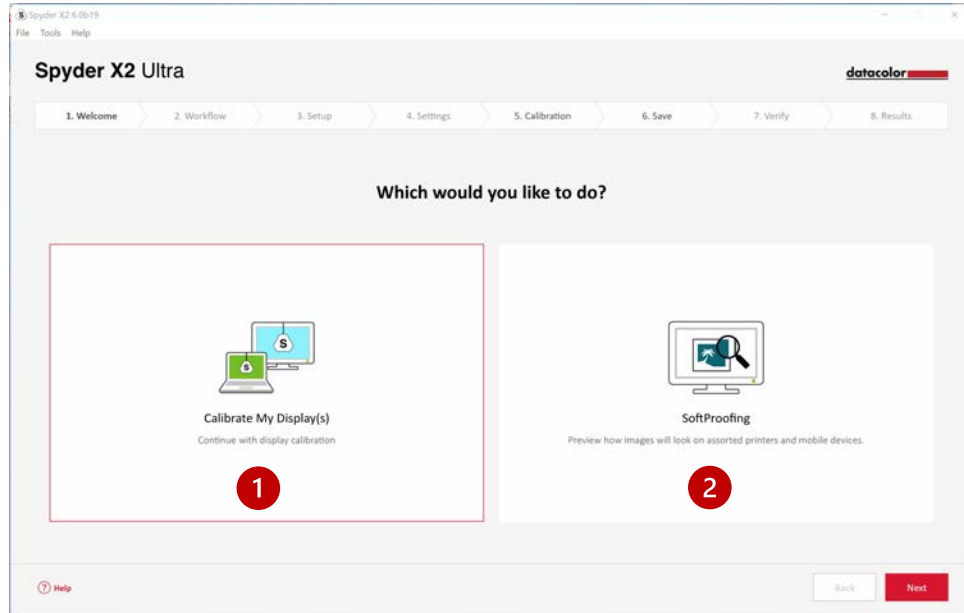 Spyder X2 6.0b19
File Tools Help
Spyder X2 Ultra
datacolor
1. Welcome 2. Workflow 3. Setup 4. Settings 5. Calibration 6. Save 7. Verify 8. Results
Which would you like to do?
S
S
Calibrate My Display(s)
Continue with display calibration
1
SoftProofing
Preview how images will look on assorted printers and mobile devices.
2
? Help
Back Next